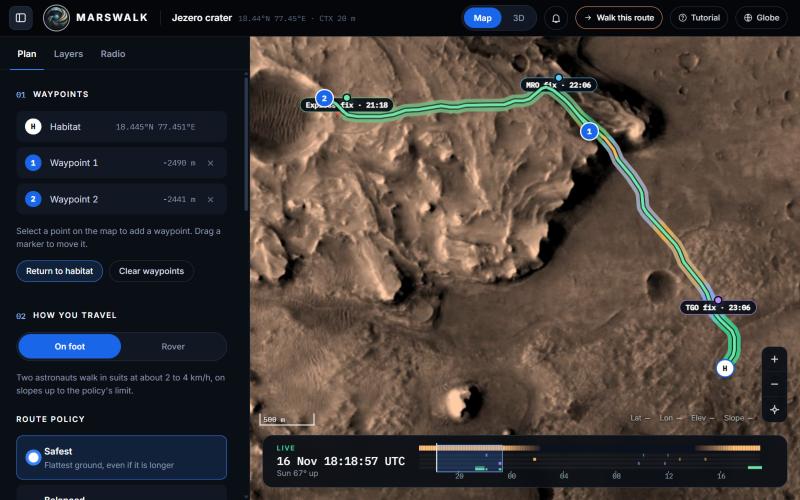 MARSWALK
Jezero crater 18.44°N 77.45°E · CTX 20 m
Map 3D
Walk this route
Tutorial
Globe
Plan Layers Radio
01 WAYPOINTS
H Habitat 18.445°N 77.451°E
1 Waypoint 1 -2490 m ×
2 Waypoint 2 -2441 m ×
Select a point on the map to add a waypoint. Drag a
marker to move it.
Return to habitat Clear waypoints
02 HOW YOU TRAVEL
On foot Rover
Two astronauts walk in suits at about 2 to 4 km/h, on
slopes up to the policy's limit.
ROUTE POLICY
Safest
Flattest ground, even if it is longer
Balanced
MRO fix · 22:06
2
fix · 21:18
1
TGO fix · 23:06
H
500 m
Lat — Lon — Elev — Slope —
+
−
LIVE
16 Nov 18:18:57 UTC
Sun 67° up
20 00 04 08 12 16